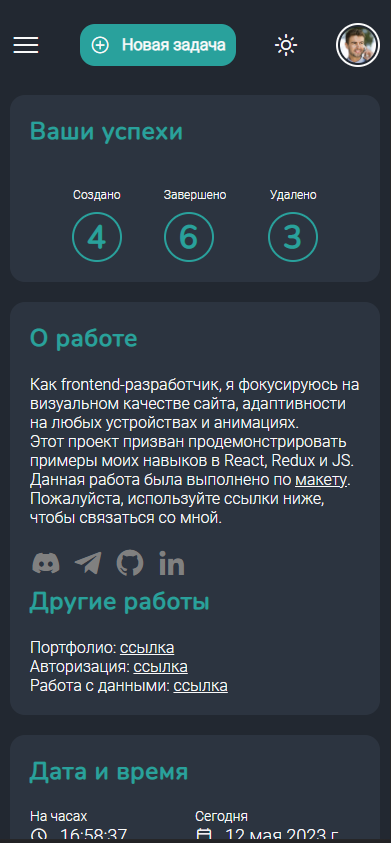 Новая задача
Ваши успехи
Создано Завершено Удалено
4 6 3
О работе
Как frontend-разработчик, я фокусируюсь на
визуальном качестве сайта, адаптивности
на любых устройствах и анимациях.
Этот проект призван продемонстрировать
примеры моих навыков в React, Redux и JS.
Данная работа была выполнено по макету.
Пожалуйста, используйте ссылки ниже,
чтобы связаться со мной.
in
Другие работы
Портфолио: ссылка
Авторизация: ссылка
Работа с данными: ссылка
Дата и время
На часах Сегодня
16:58:37 12 мая 2023 г.